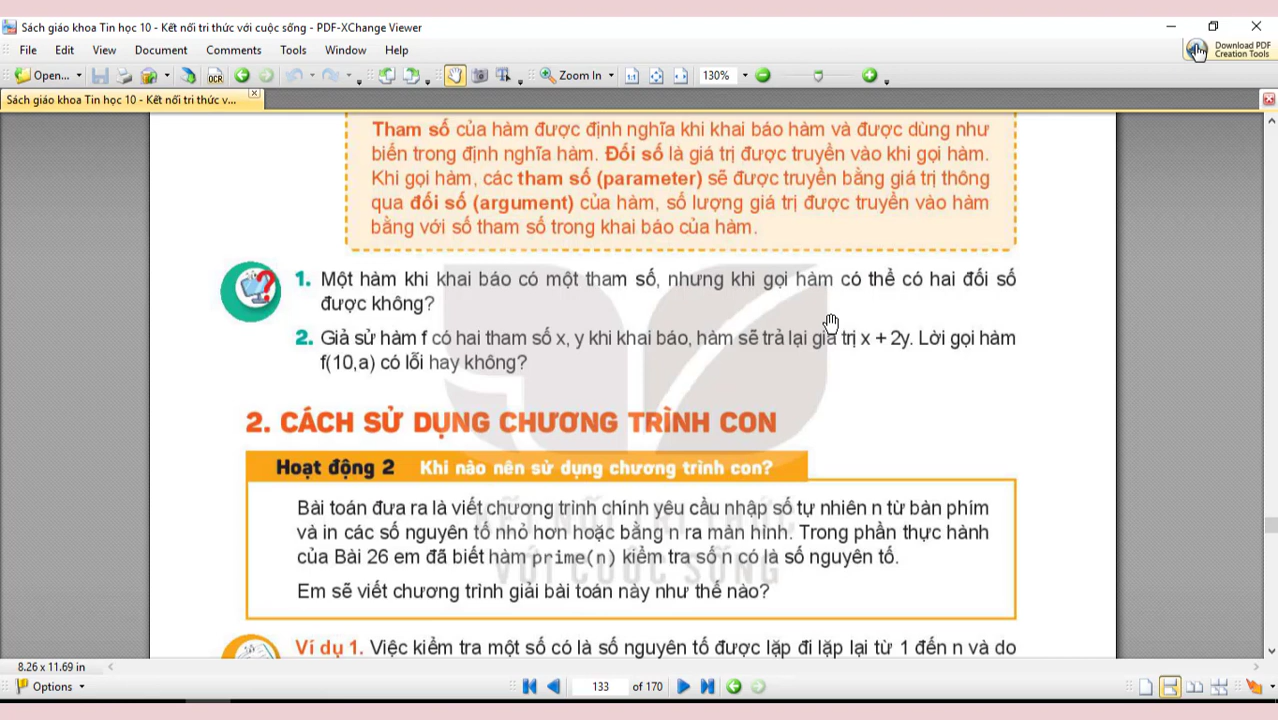 Sách giáo khoa Tin học 10 - Kết nối tri thức với cuộc sống - PDF-XChange Viewer
File Edit View Document Comments Tools Window Help
Download PDF
Creation Tools
Open... OCR Zoom In 130%
Sách giáo khoa Tin học 10 - Kết nối tri thức v...
Tham số của hàm được định nghĩa khi khai báo hàm và được dùng như
biến trong định nghĩa hàm. Đối số là giá trị được truyền vào khi gọi hàm.
Khi gọi hàm, các tham số (parameter) sẽ được truyền bằng giá trị thông
qua đối số (argument) của hàm, số lượng giá trị được truyền vào hàm
bằng với số tham số trong khai báo của hàm.
1. Một hàm khi khai báo có một tham số, nhưng khi gọi hàm có thể có hai đối số
được không?
2. Giả sử hàm f có hai tham số x, y khi khai báo, hàm sẽ trả lại giá trị x + 2y. Lời gọi hàm
f(10,a) có lỗi hay không?
2. CÁCH SỬ DỤNG CHƯƠNG TRÌNH CON
Hoạt động 2 Khi nào nên sử dụng chương trình con?
Bài toán đưa ra là viết chương trình chính yêu cầu nhập số tự nhiên n từ bàn phím
và in các số nguyên tố nhỏ hơn hoặc bằng n ra màn hình. Trong phần thực hành
của Bài 26 em đã biết hàm prime(n) kiểm tra số n có là số nguyên tố.
Em sẽ viết chương trình giải bài toán này như thế nào?
KẾT NỐI TRI THỨC
VỚI CUỘC SỐNG
Ví dụ 1. Việc kiểm tra một số có là số nguyên tố được lặp đi lặp lại từ 1 đến n và do
8.26 x 11.69 in
Options 133 of 170